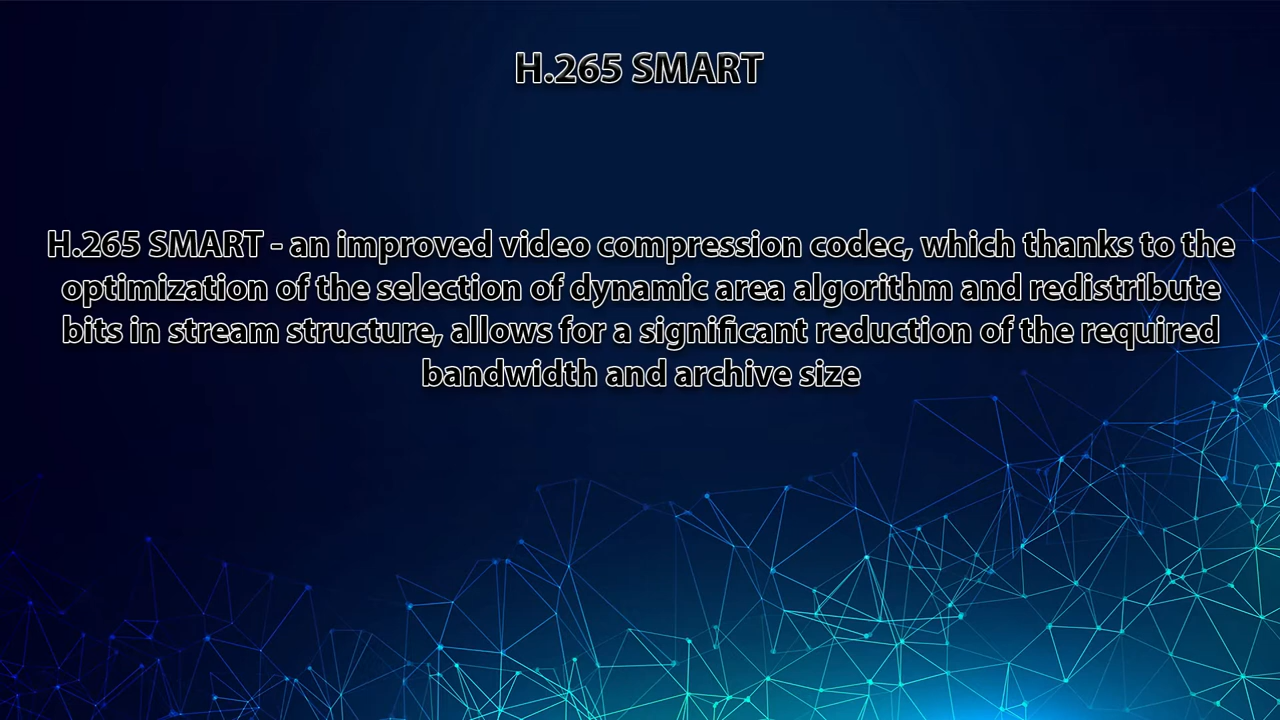 H.265 SMART
H.265 SMART - an improved video compression codec, which thanks to the
optimization of the selection of dynamic area algorithm and redistribute
bits in stream structure, allows for a significant reduction of the required
bandwidth and archive size